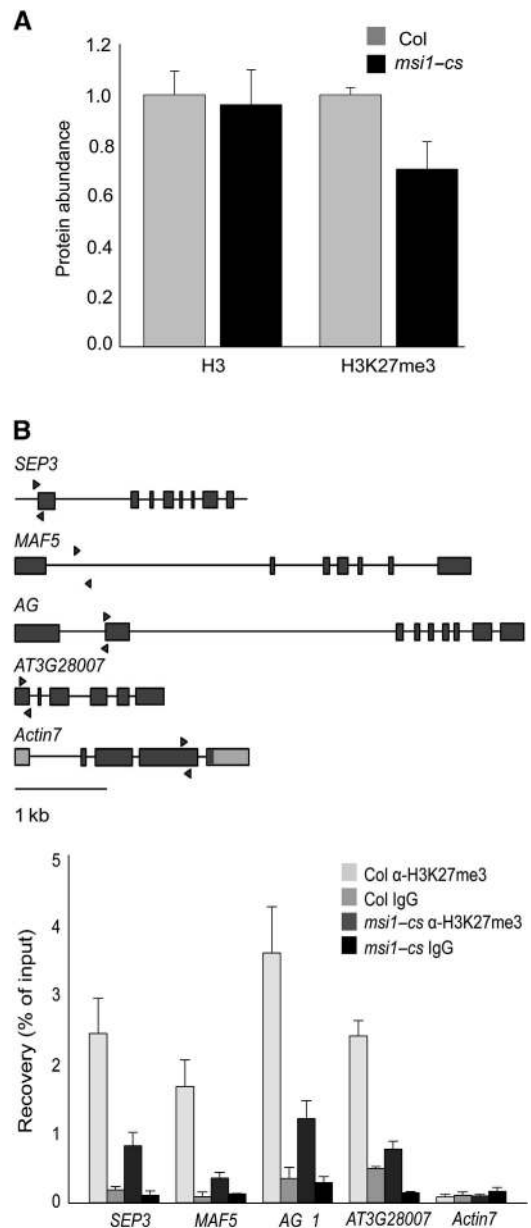 A
Protein abundance
1.2
1.0
0.8
0.6
0.4
0.2
0.0
Col
msi1–cs
H3
H3K27me3
B
SEP3
MAF5
AG
AT3G28007
Actin7
1 kb
Recovery (% of input)
5
4
3
2
1
0
Col α-H3K27me3
Col IgG
msi1–cs α-H3K27me3
msi1–cs IgG
SEP3 MAF5 AG 1 AT3G28007 Actin7